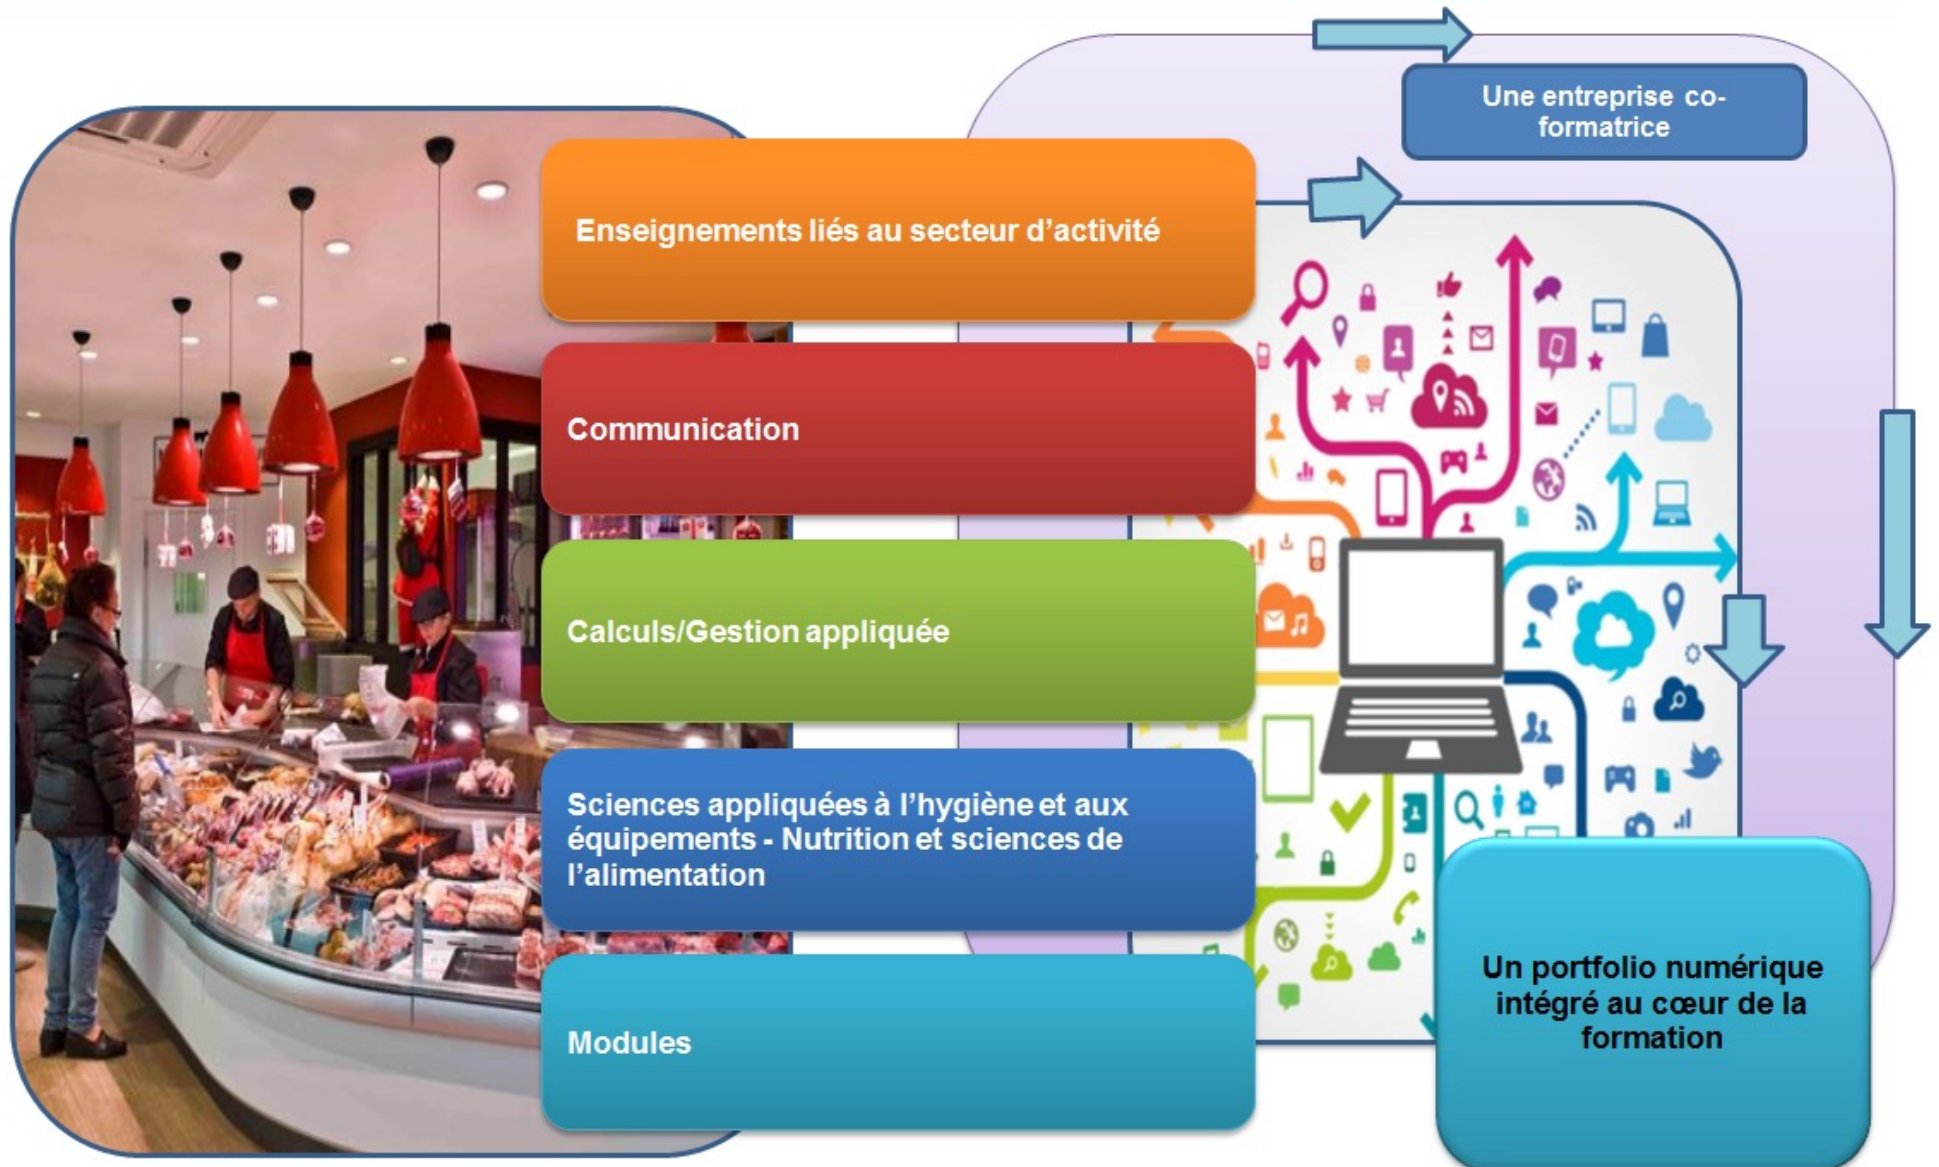 Une entreprise co-
formatrice
Enseignements liés au secteur d’activité
Communication
Calculs/Gestion appliquée
Sciences appliquées à l’hygiène et aux
équipements - Nutrition et sciences de
l’alimentation
Modules
Un portfolio numérique
intégré au cœur de la
formation